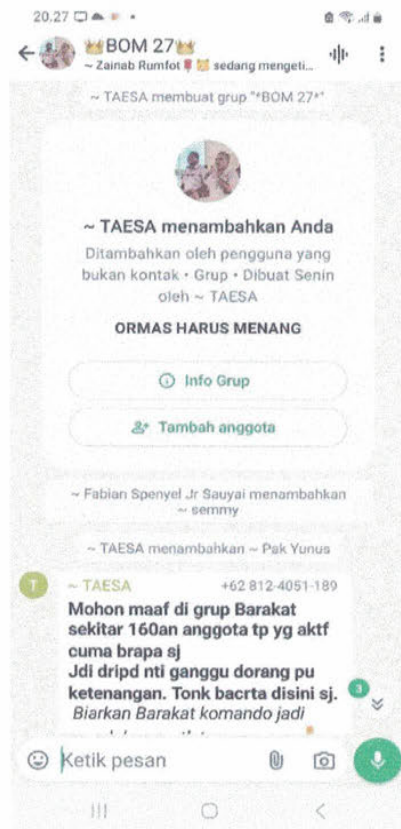 20.27
BOM 27
~ Zainab Rumfot sedang mengeti...
~ TAESA membuat grup "*BOM 27*"
~ TAESA menambahkan Anda
Ditambahkan oleh pengguna yang
bukan kontak • Grup • Dibuat Senin
oleh ~ TAESA
ORMAS HARUS MENANG
Info Grup
Tambah anggota
~ Fabian Spenyel Jr Sauyai menambahkan
~ semmy
~ TAESA menambahkan ~ Pak Yunus
T
~ TAESA +62 812-4051-189
Mohon maaf di grup Barakat
sekitar 160an anggota tp yg aktf
cuma brapa sj
Jdi dripd nti ganggu dorang pu
ketenangan. Tonk bacrta disini sj.
3
Biarkan Barakat komando jadi
Ketik pesan